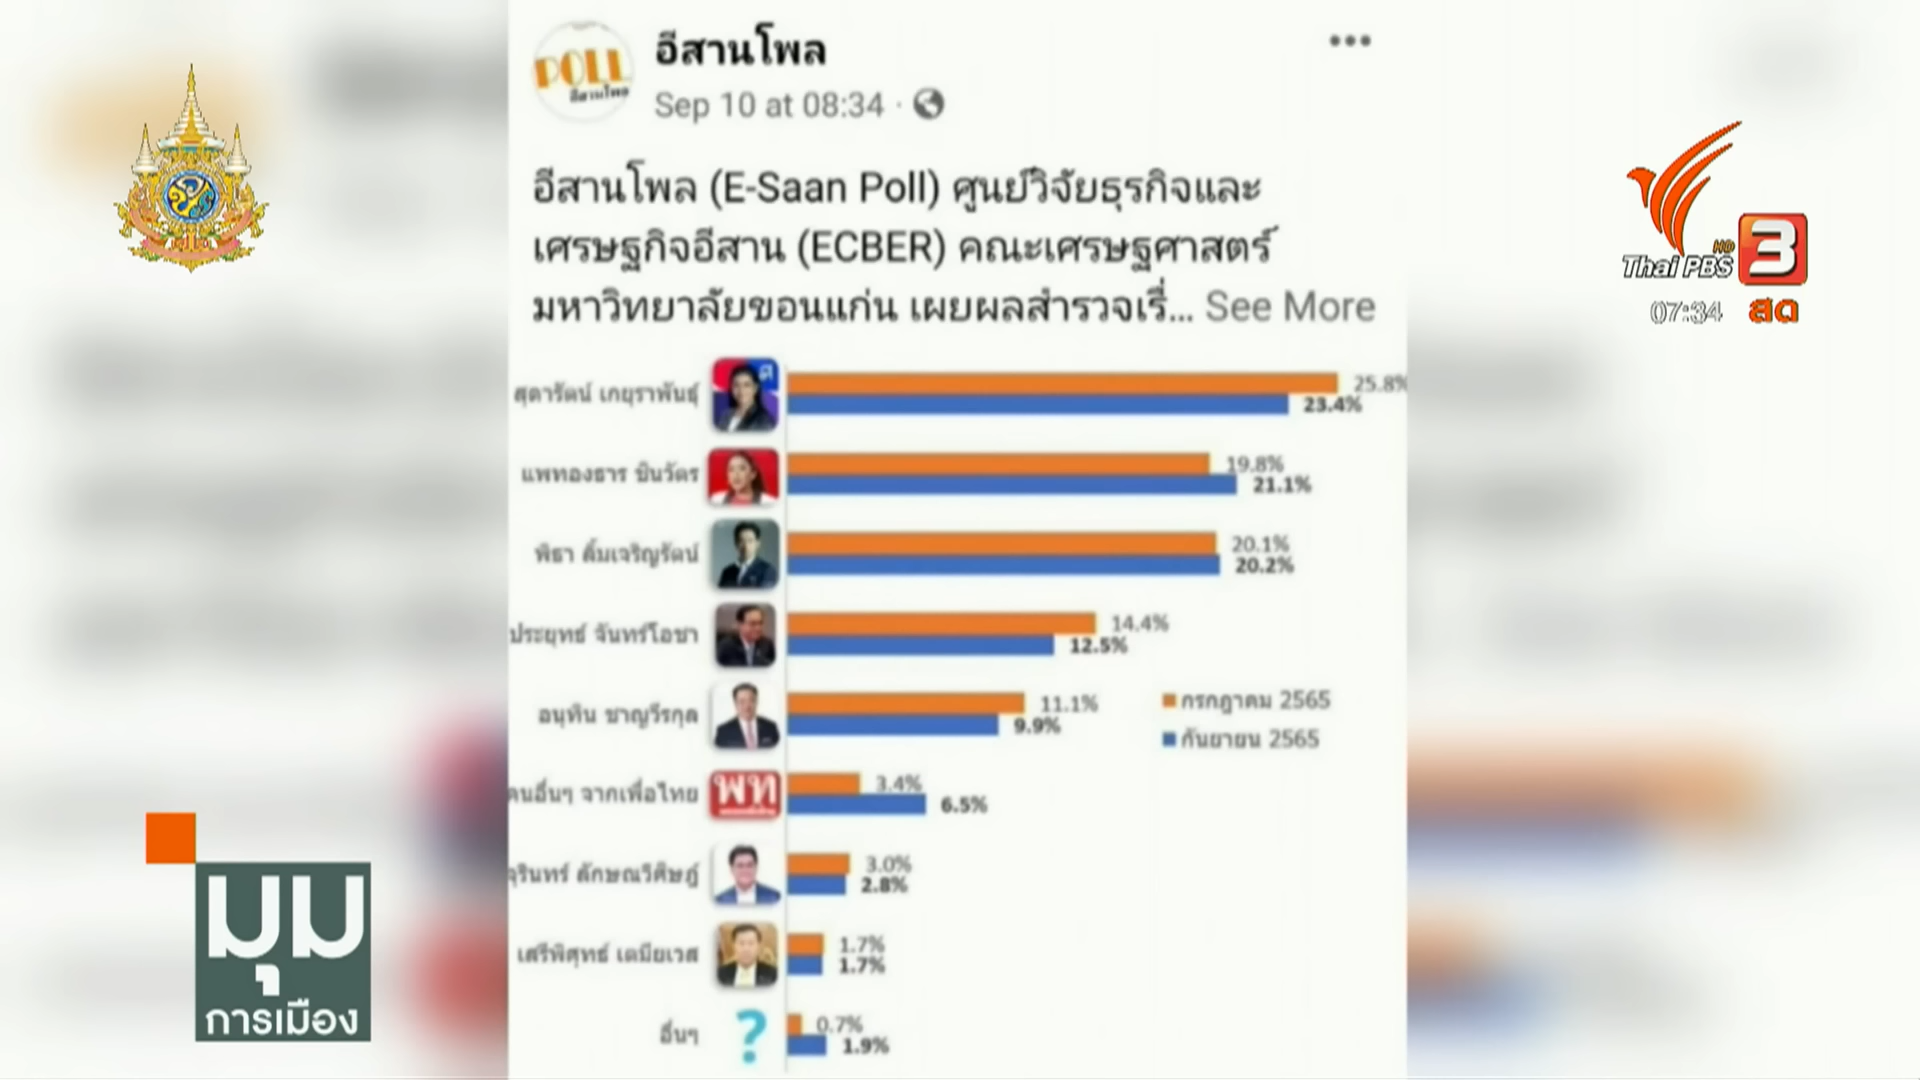 POLL
อีสานโพล
อีสานโพล
Sep 10 at 08:34
อีสานโพล (E-Saan Poll) ศูนย์วิจัยธุรกิจและ
เศรษฐกิจอีสาน (ECBER) คณะเศรษฐศาสตร์
มหาวิทยาลัยขอนแก่น เผยผลสำรวจเรื่... See More
Thai PBS HD 3
07:34 สด
สุดารัตน์ เกยุราพันธุ์ 25.8%
23.4%
แพทองธาร ชินวัตร 19.8%
21.1%
พิธา ลิ้มเจริญรัตน์ 20.1%
20.2%
ประยุทธ์ จันทร์โอชา 14.4%
12.5%
อนุทิน ชาญวีรกุล 11.1%
9.9%
กรกฎาคม 2565
กันยายน 2565
คนอื่นๆ จากเพื่อไทย พท 3.4%
6.5%
จุรินทร์ ลักษณวิศิษฏ์ 3.0%
2.8%
เสรีพิศุทธ์ เตมียเวส 1.7%
1.7%
อื่นๆ ? 0.7%
1.9%
มุม
การเมือง